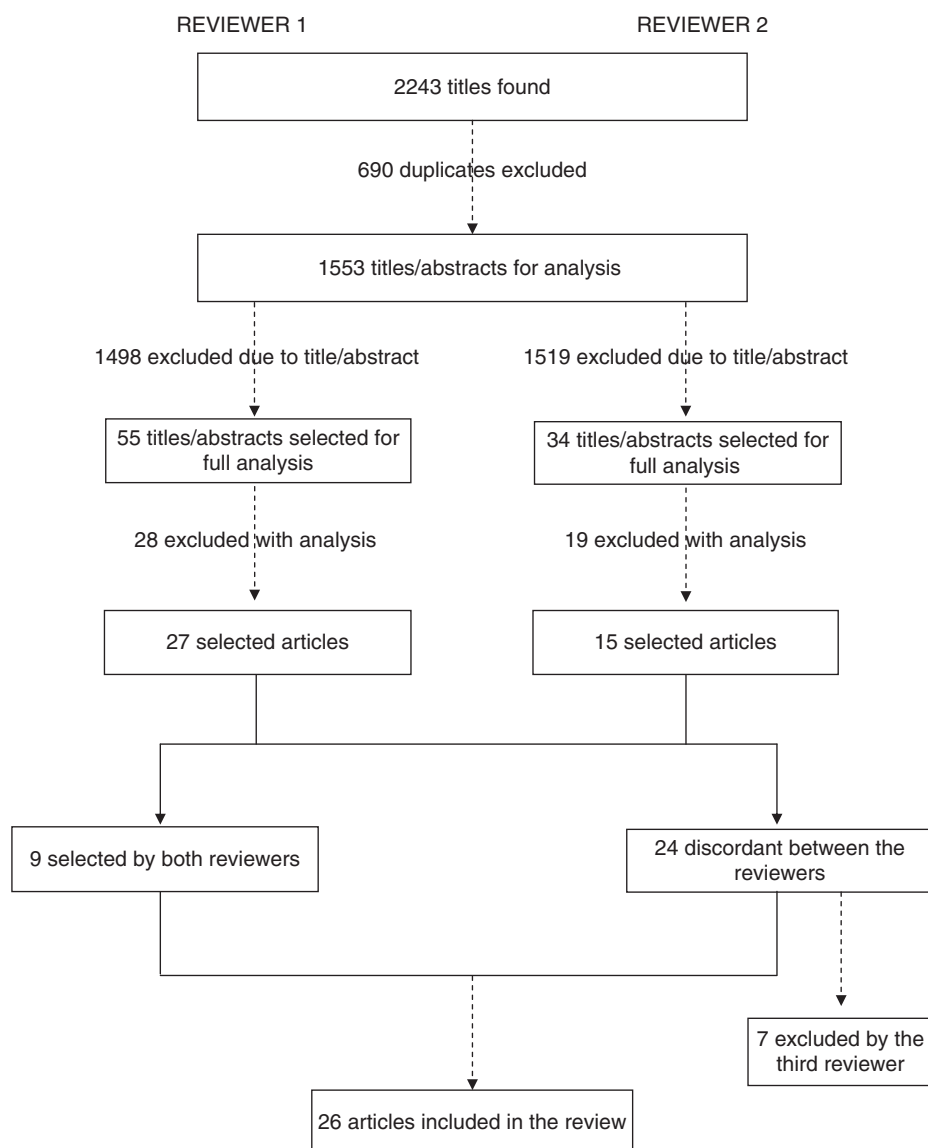 REVIEWER 1
REVIEWER 2
2243 titles found
690 duplicates excluded
1553 titles/abstracts for analysis
1498 excluded due to title/abstract
1519 excluded due to title/abstract
55 titles/abstracts selected for
full analysis
34 titles/abstracts selected for
full analysis
28 excluded with analysis
19 excluded with analysis
27 selected articles
15 selected articles
9 selected by both reviewers
24 discordant between the
reviewers
7 excluded by the
third reviewer
26 articles included in the review